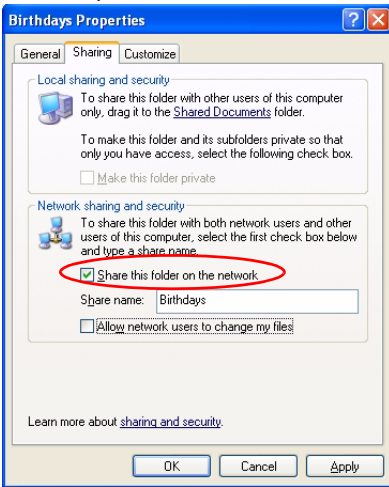 Birthdays Properties
General Sharing Customize
Local sharing and security
To share this folder with other users of this computer
only, drag it to the Shared Documents folder.
To make this folder and its subfolders private so that
only you have access, select the following check box.
Make this folder private
Network sharing and security
To share this folder with both network users and other
users of this computer, select the first check box below
and type a share name.
Share this folder on the network
Share name: Birthdays
Allow network users to change my files
Learn more about sharing and security.
OK Cancel Apply